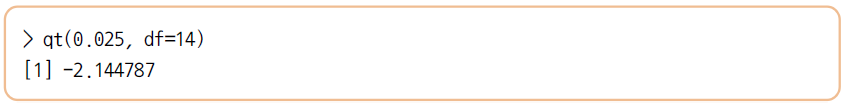 > qt(0.025, df=14)
[1] -2.144787